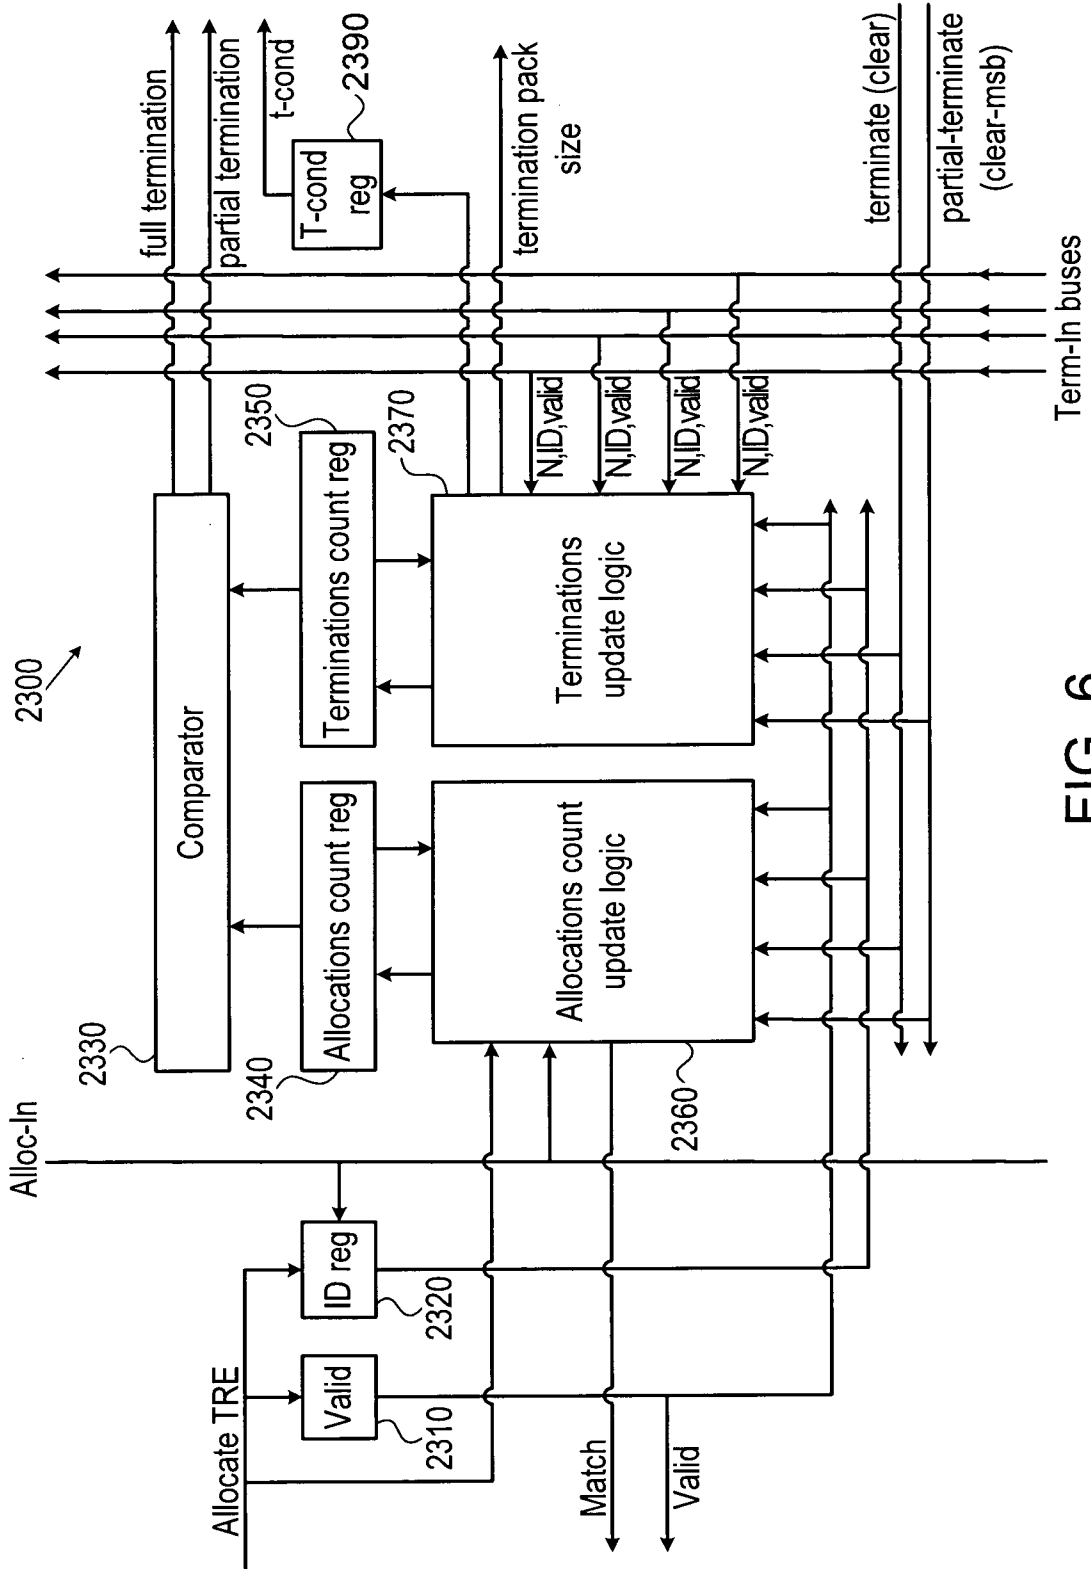 2300
Alloc-In
Allocate TRE
full termination
partial termination
t-cond
2330
Comparator
2390
T-cond
reg
2340
Allocations count reg
Terminations count reg
2350
ID reg
2320
Valid
2310
2370
termination pack
size
Allocations count
update logic
Terminations
update logic
N,ID,valid
N,ID,valid
N,ID,valid
N,ID,valid
2360
Match
Valid
terminate (clear)
partial-terminate
(clear-msb)
Term-In buses
FIG. 6